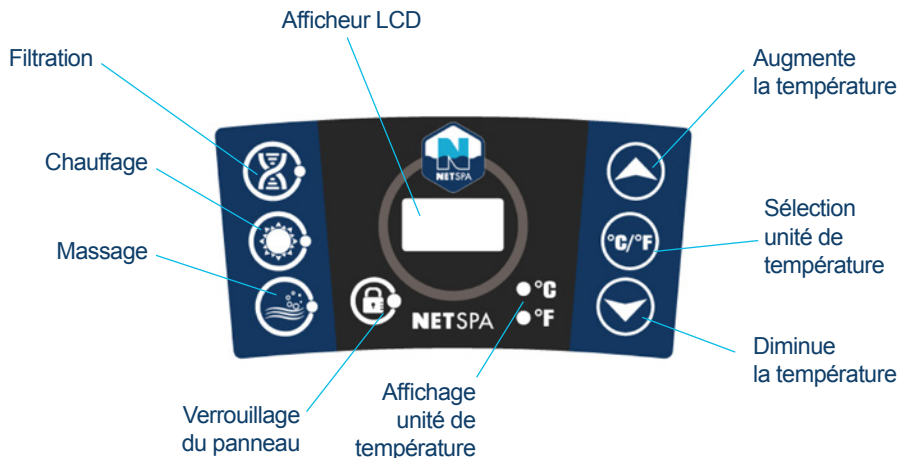 Afficheur LCD
Filtration
Augmente
la température
Chauffage
Massage
N
NETSPA
°C/°F
Sélection
unité de
température
°C
°F
NETSPA
Diminue
la température
Verrouillage
du panneau
Affichage
unité de
température